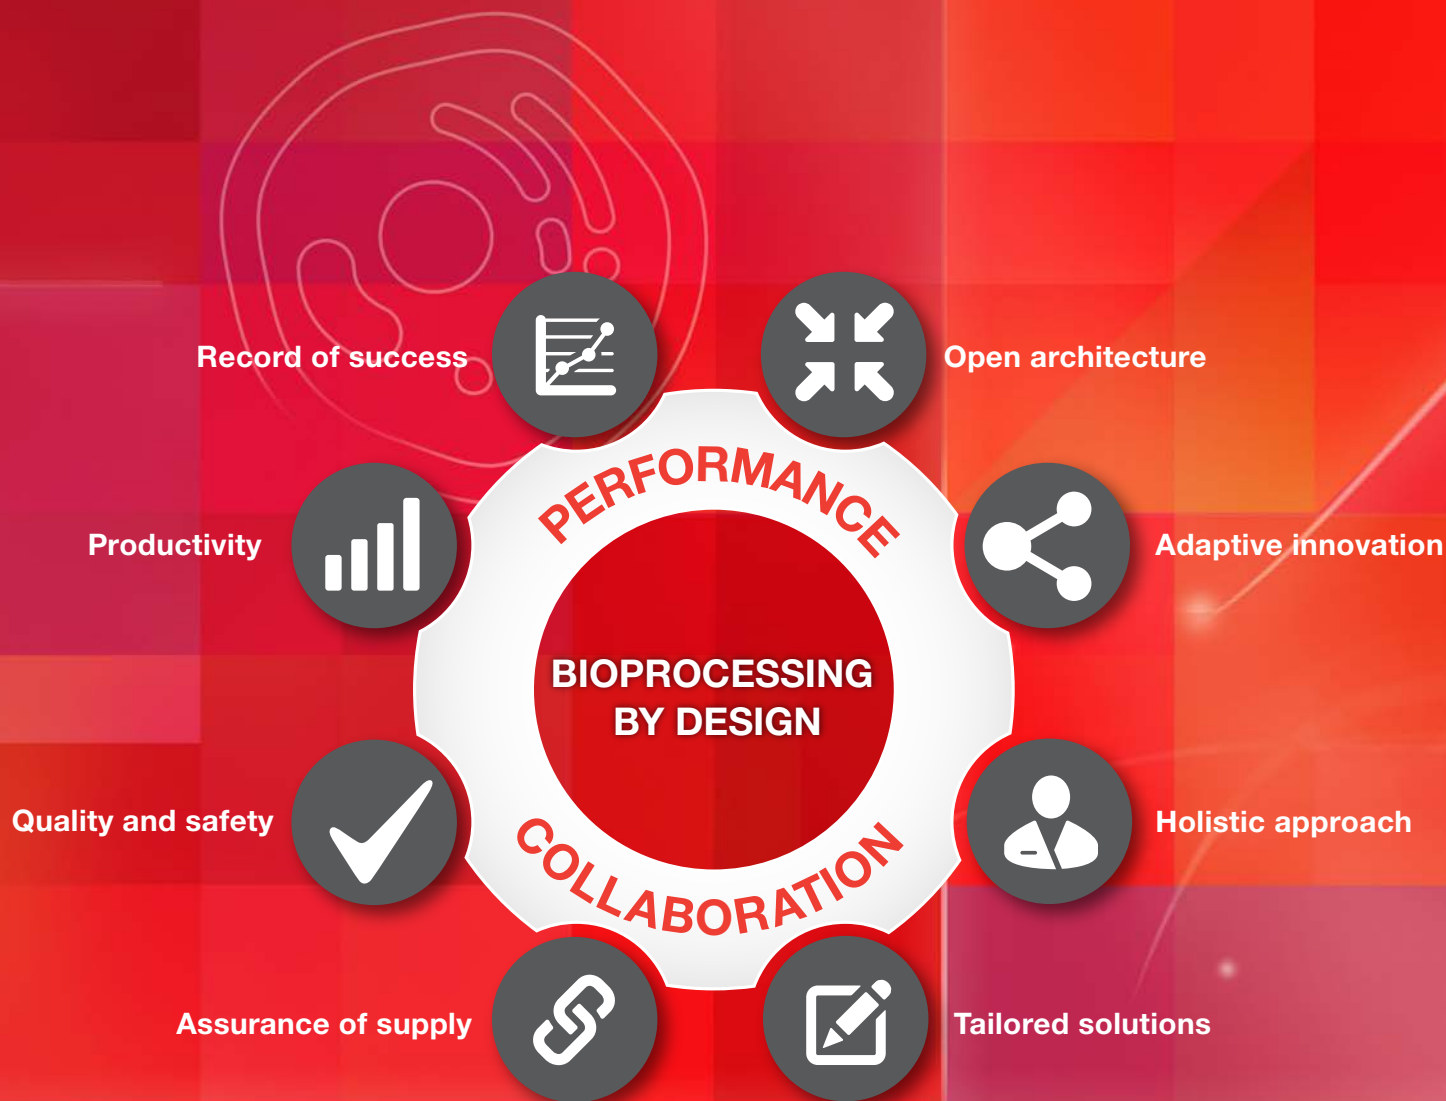 Record of success
Open architecture
PERFORMANCE
Productivity
Adaptive innovation
BIOPROCESSING
BY DESIGN
Quality and safety
Holistic approach
COLLABORATION
Assurance of supply
Tailored solutions